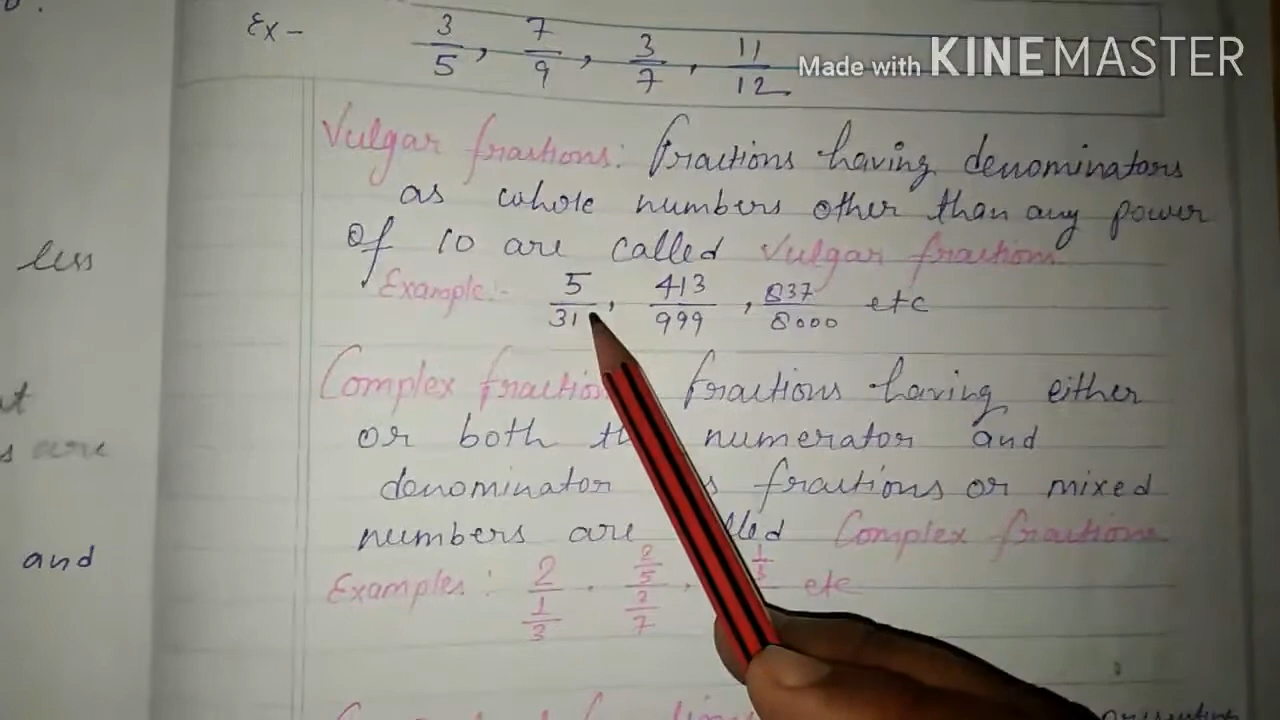 Ex- 3/5, 7/9, 3/7, 11/12
Made with KINEMASTER
Vulgar fractions: fractions having denominators
as whole numbers other than any power
of 10 are called Vulgar fractions
Example:- 5/31, 413/999, 837/8000 etc
Complex fraction fractions having either
or both numerator and
denominator fractions or mixed
numbers are Complex fractions
Examples: 2/(1/3), (2/5)/(2/7) etc
less
are
and